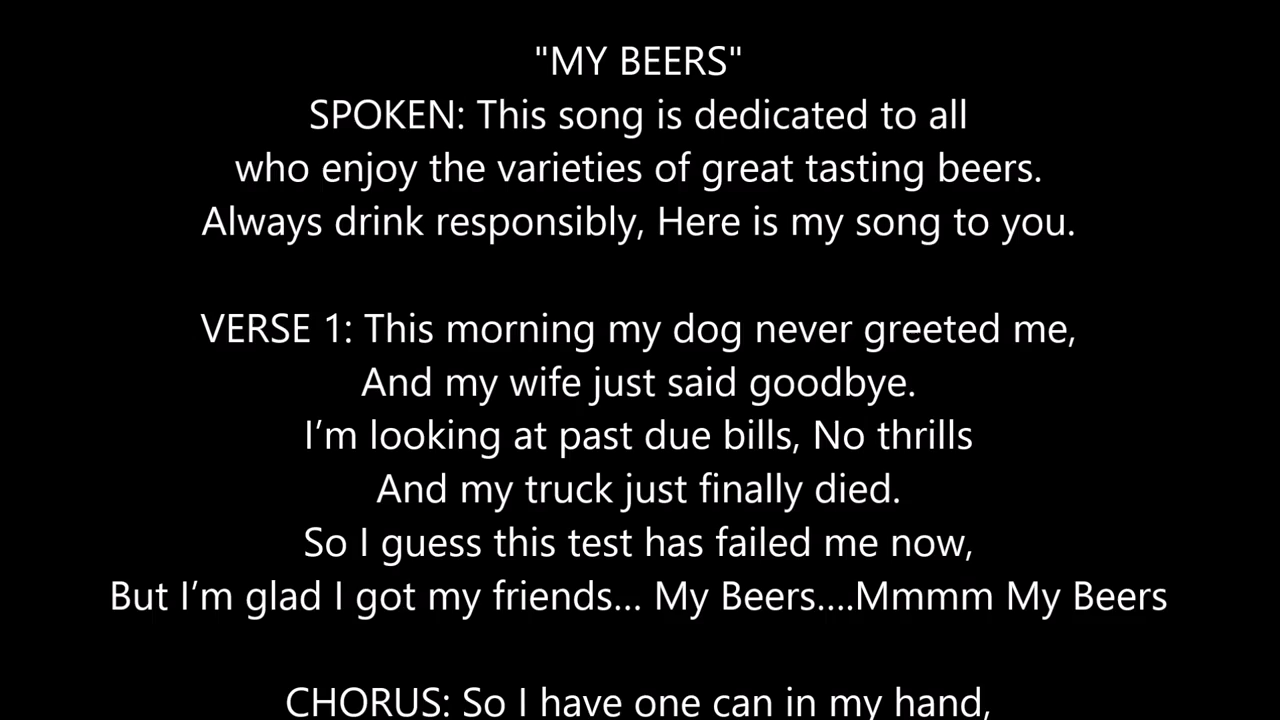 "MY BEERS"
SPOKEN: This song is dedicated to all
who enjoy the varieties of great tasting beers.
Always drink responsibly, Here is my song to you.
VERSE 1: This morning my dog never greeted me,
And my wife just said goodbye.
I’m looking at past due bills, No thrills
And my truck just finally died.
So I guess this test has failed me now,
But I’m glad I got my friends... My Beers....Mmmm My Beers
CHORUS: So I have one can in my hand,